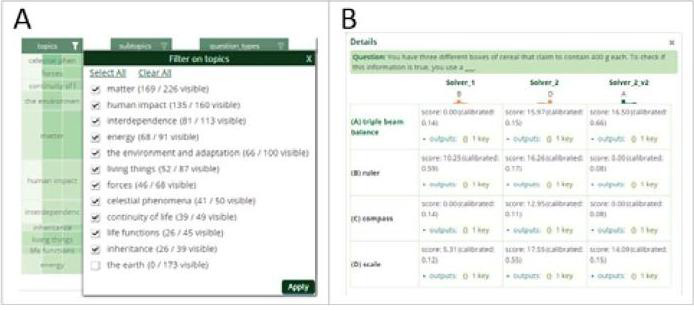 A
B
topics subtopics question_types
Filter on topics X
Select All Clear All
matter (169 / 226 visible)
human impact (135 / 160 visible)
interdependence (81 / 113 visible)
energy (68 / 91 visible)
the environment and adaptation (66 / 100 visible)
living things (52 / 87 visible)
forces (46 / 68 visible)
celestial phenomena (41 / 50 visible)
continuity of life (39 / 49 visible)
life functions (26 / 45 visible)
inheritance (26 / 39 visible)
the earth (0 / 173 visible)
Apply
celestial phen
forces
continuity of l
the environmen
matter
human impact
interdependenc
inheritance
living things
life functions
energy
Details x
Question: You have three different boxes of cereal that claim to contain 400 g each. To check if
this information is true, you use a ___.
Solver_1 Solver_2 Solver_2_v2
B D A
(A) triple beam
balance
score: 0.00(calibrated:
0.14)
• outputs: {} 1 key
score: 15.97(calibrated:
0.15)
• outputs: {} 1 key
score: 16.50(calibrated:
0.66)
• outputs: {} 1 key
(B) ruler
score: 10.25(calibrated:
0.59)
• outputs: {} 1 key
score: 16.26(calibrated:
0.17)
• outputs: {} 1 key
score: 0.00(calibrated:
0.08)
• outputs: {} 1 key
(C) compass
score: 0.00(calibrated:
0.14)
• outputs: {} 1 key
score: 12.95(calibrated:
0.11)
• outputs: {} 1 key
score: 0.00(calibrated:
0.08)
• outputs: {} 1 key
(D) scale
score: 5.31(calibrated:
0.12)
• outputs: {} 1 key
score: 17.55(calibrated:
0.55)
• outputs: {} 1 key
score: 14.09(calibrated:
0.15)
• outputs: {} 1 key